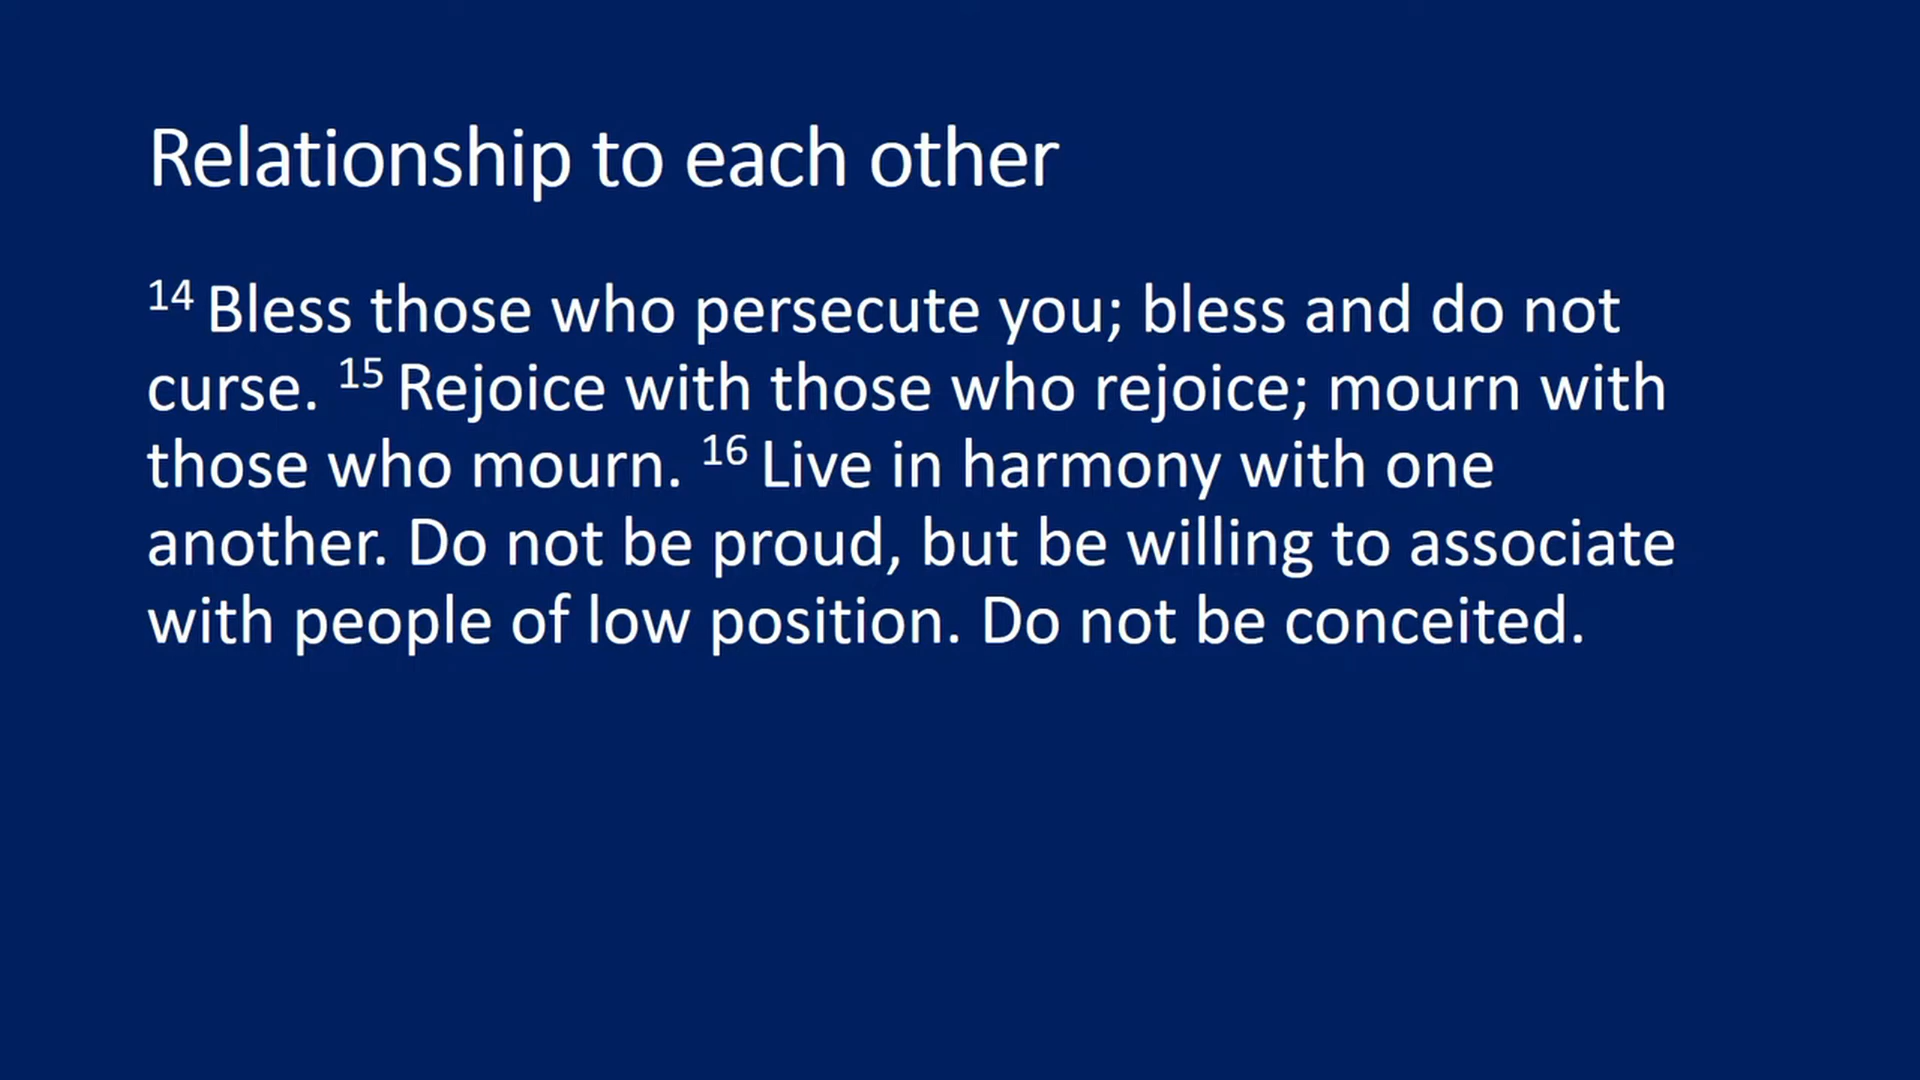 Relationship to each other
14 Bless those who persecute you; bless and do not
curse. 15 Rejoice with those who rejoice; mourn with
those who mourn. 16 Live in harmony with one
another. Do not be proud, but be willing to associate
with people of low position. Do not be conceited.